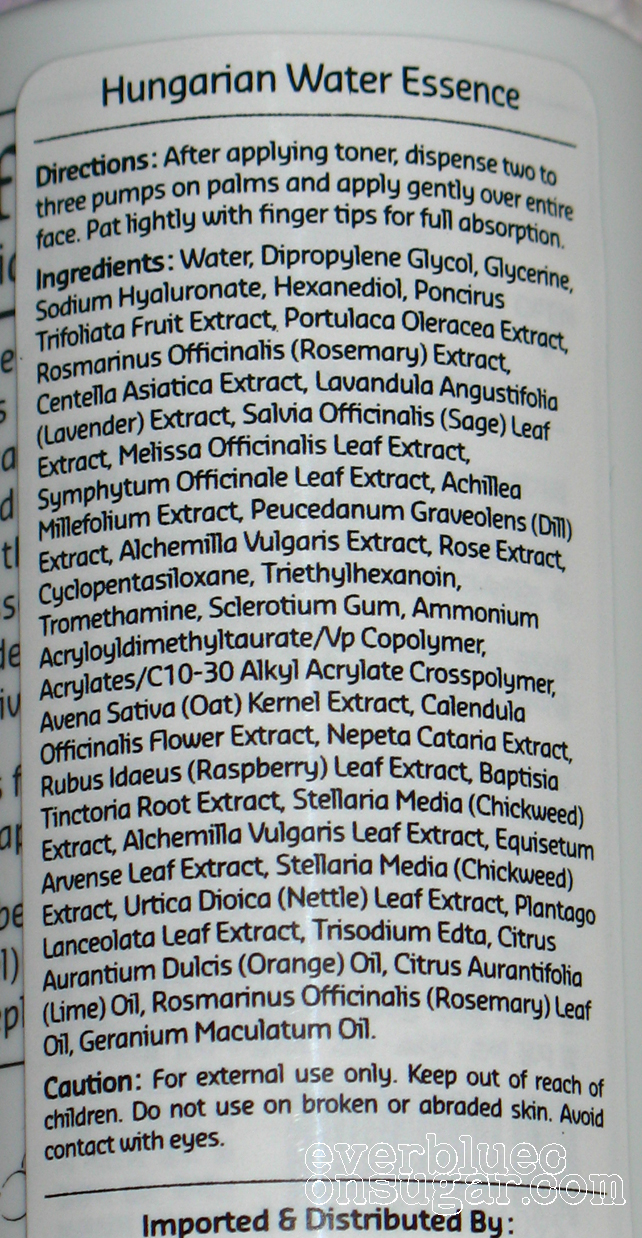 Hungarian Water Essence
Directions: After applying toner, dispense two to
three pumps on palms and apply gently over entire
face. Pat lightly with finger tips for full absorption.
Ingredients: Water, Dipropylene Glycol, Glycerine,
Sodium Hyaluronate, Hexanediol, Poncirus
Trifoliata Fruit Extract, Portulaca Oleracea Extract,
Rosmarinus Officinalis (Rosemary) Extract,
Centella Asiatica Extract, Lavandula Angustifolia
(Lavender) Extract, Salvia Officinalis (Sage) Leaf
Extract, Melissa Officinalis Leaf Extract,
Symphytum Officinale Leaf Extract, Achillea
Millefolium Extract, Peucedanum Graveolens (Dill)
Extract, Alchemilla Vulgaris Extract, Rose Extract,
Cyclopentasiloxane, Triethylhexanoin,
Tromethamine, Sclerotium Gum, Ammonium
Acryloyldimethyltaurate/Vp Copolymer,
Acrylates/C10-30 Alkyl Acrylate Crosspolymer,
Avena Sativa (Oat) Kernel Extract, Calendula
Officinalis Flower Extract, Nepeta Cataria Extract,
Rubus Idaeus (Raspberry) Leaf Extract, Baptisia
Tinctoria Root Extract, Stellaria Media (Chickweed)
Extract, Alchemilla Vulgaris Leaf Extract, Equisetum
Arvense Leaf Extract, Stellaria Media (Chickweed)
Extract, Urtica Dioica (Nettle) Leaf Extract, Plantago
Lanceolata Leaf Extract, Trisodium Edta, Citrus
Aurantium Dulcis (Orange) Oil, Citrus Aurantifolia
(Lime) Oil, Rosmarinus Officinalis (Rosemary) Leaf
Oil, Geranium Maculatum Oil.
Caution: For external use only. Keep out of reach of
children. Do not use on broken or abraded skin. Avoid
contact with eyes.
everbluec
onsugar.com
Imported & Distributed By: